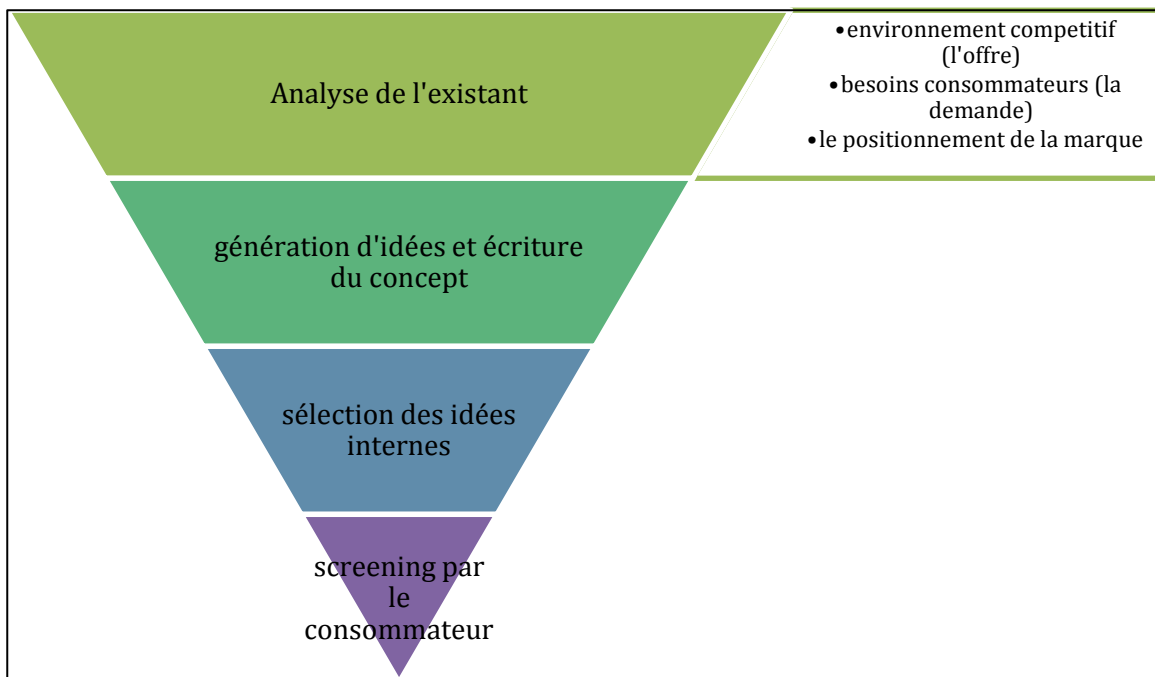 Analyse de l'existant
•environnement competitif
(l'offre)
•besoins consommateurs (la
demande)
•le positionnement de la marque
génération d'idées et écriture
du concept
sélection des idées
internes
screening par
le
consommateur